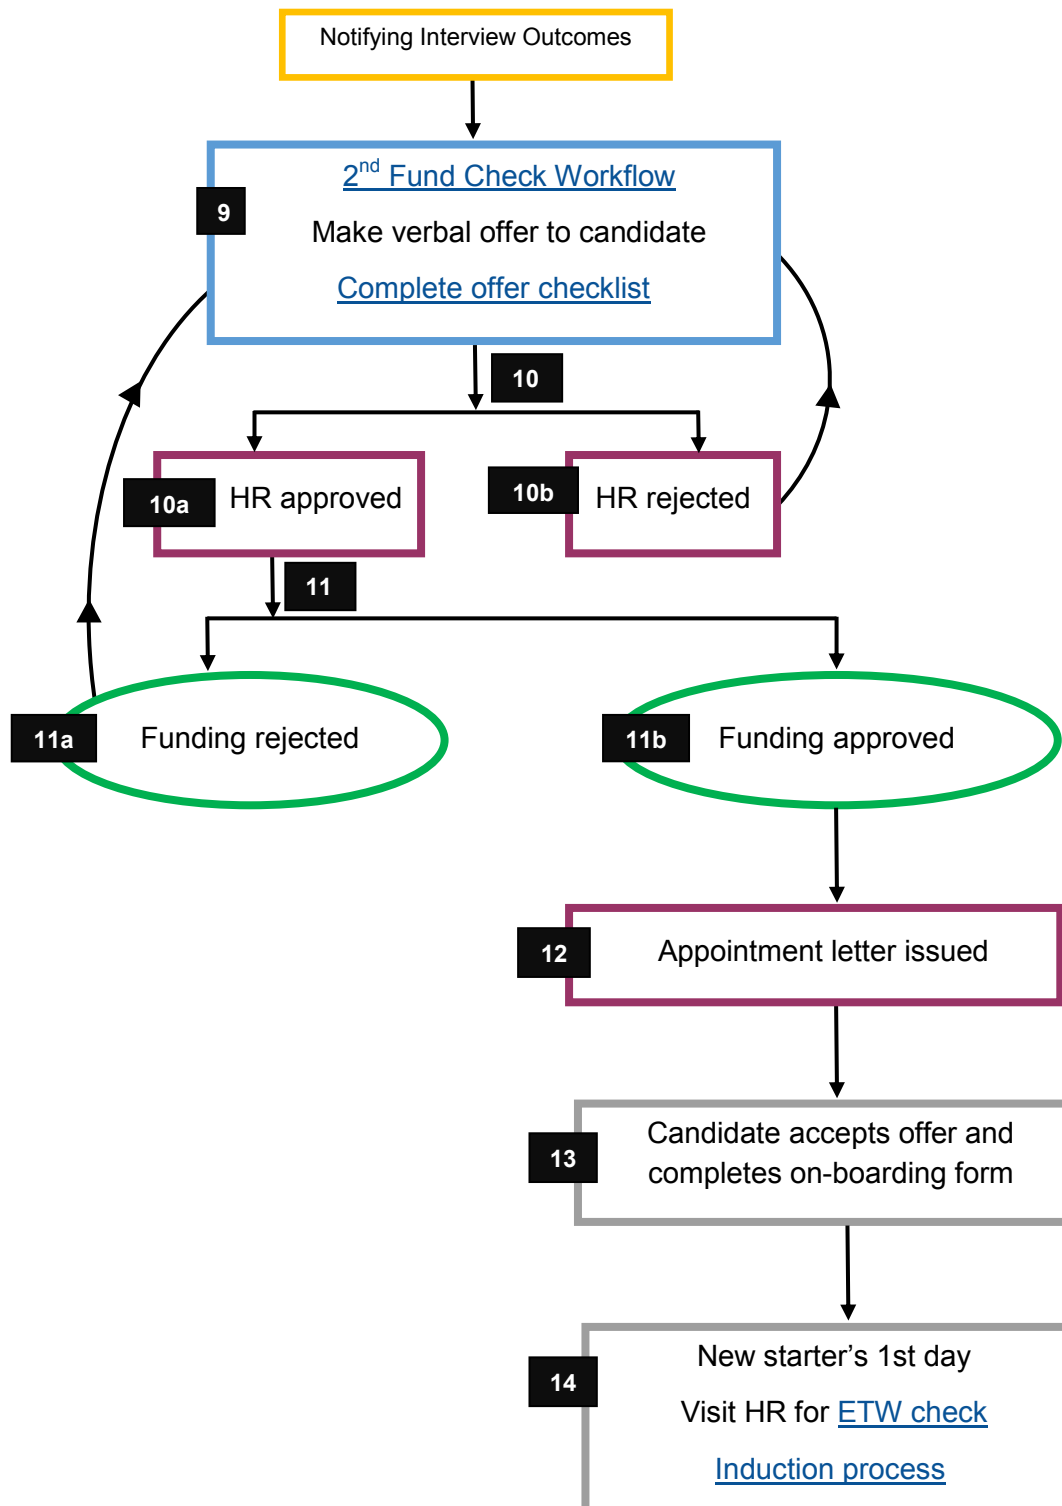 Notifying Interview Outcomes
2nd Fund Check Workflow
9
Make verbal offer to candidate
Complete offer checklist
10
10a
HR approved
10b
HR rejected
11
11a
Funding rejected
11b
Funding approved
12
Appointment letter issued
13
Candidate accepts offer and
completes on-boarding form
14
New starter’s 1st day
Visit HR for ETW check
Induction process